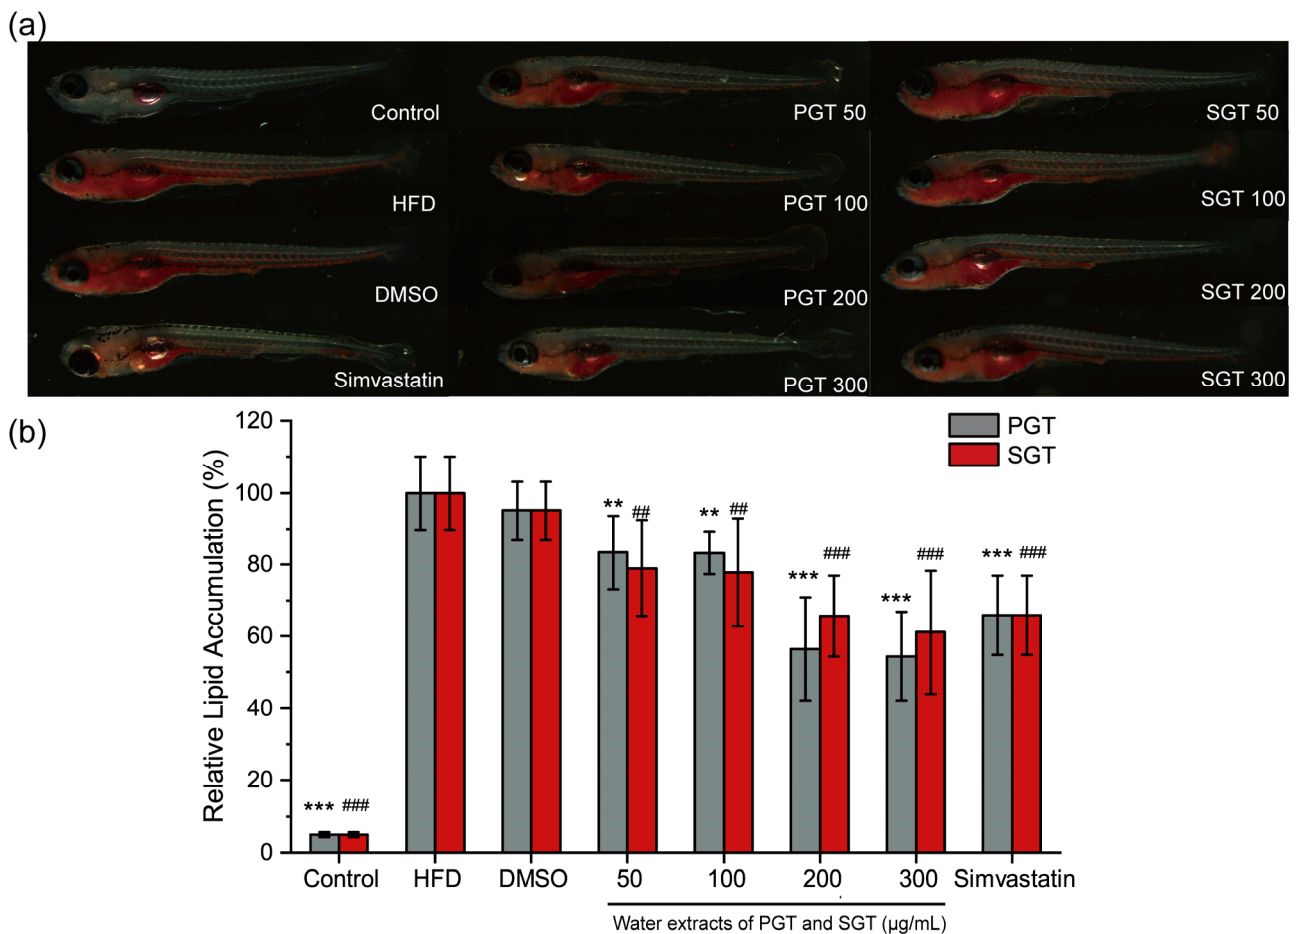 (a)
Control
PGT 50
SGT 50
HFD
PGT 100
SGT 100
DMSO
PGT 200
SGT 200
Simvastatin
PGT 300
SGT 300
(b)
Relative Lipid Accumulation (%)
120
100
80
60
40
20
0
PGT
SGT
*** ###
** ##
** ##
*** ###
*** ###
*** ###
Control HFD DMSO 50 100 200 300 Simvastatin
Water extracts of PGT and SGT (µg/mL)